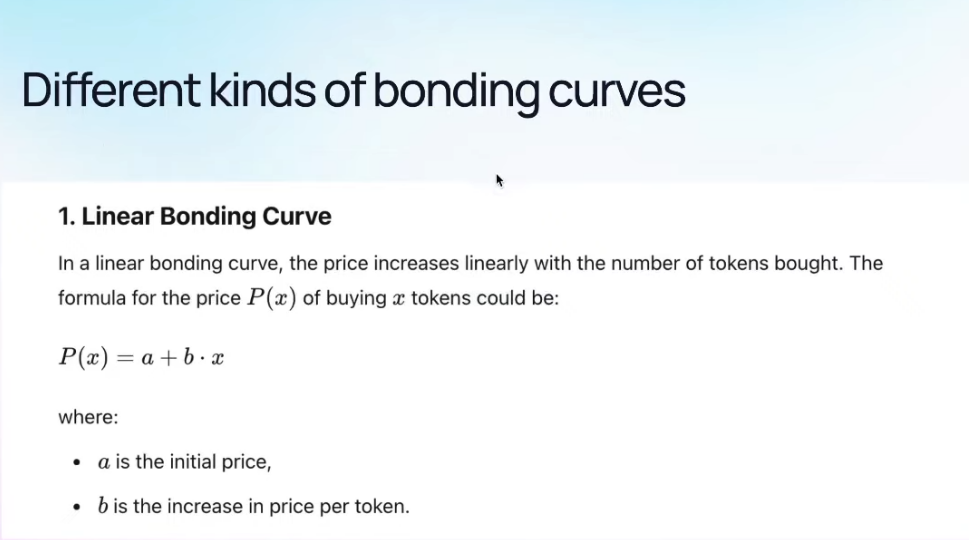 Different kinds of bonding curves
1. Linear Bonding Curve
In a linear bonding curve, the price increases linearly with the number of tokens bought. The
formula for the price P(x) of buying x tokens could be:
P(x) = a + b · x
where:
• a is the initial price,
• b is the increase in price per token.